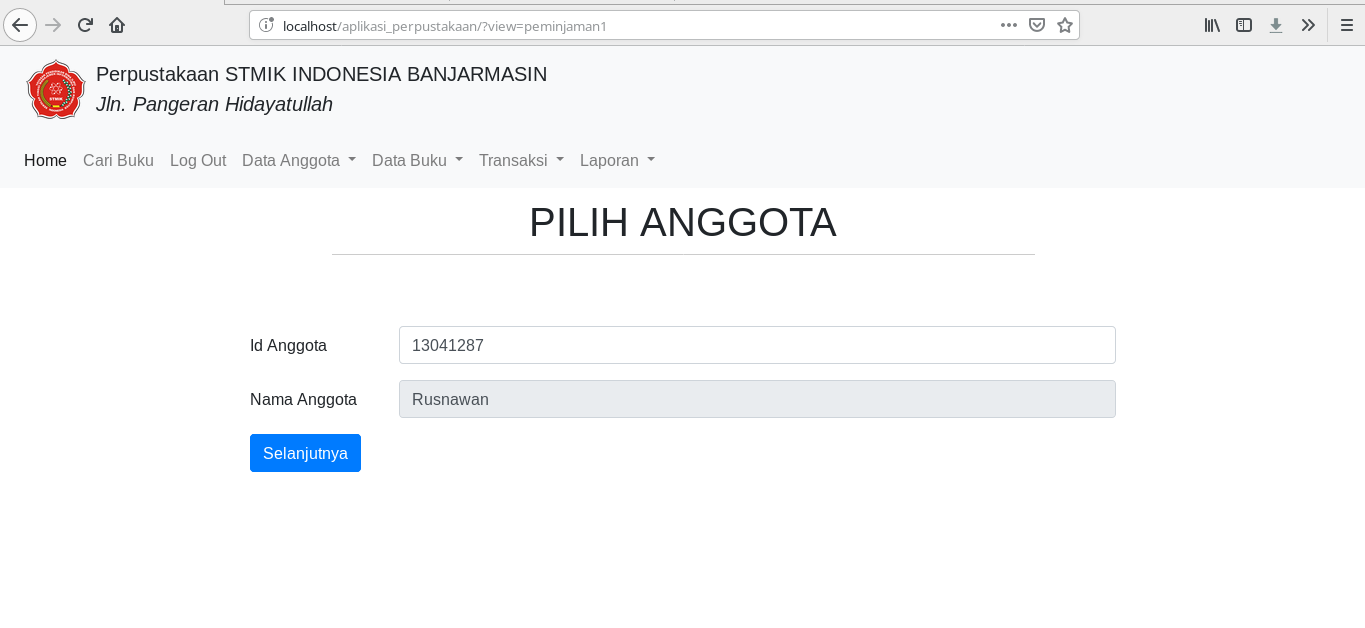 localhost/aplikasi_perpustakaan/?view=peminjaman1
Perpustakaan STMIK INDONESIA BANJARMASIN
Jln. Pangeran Hidayatullah
Home Cari Buku Log Out Data Anggota Data Buku Transaksi Laporan
PILIH ANGGOTA
Id Anggota 13041287
Nama Anggota Rusnawan
Selanjutnya